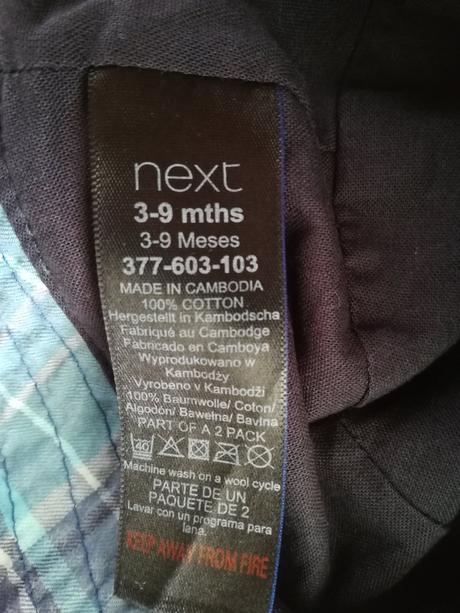 next
3-9 mths
3-9 Meses
377-603-103
MADE IN CAMBODIA
100% COTTON
Hergestellt in Kambodscha
Fabriqué au Cambodge
Fabricado en Camboya
Wyprodukowano w
Kambodży
Vyrobeno v Kambodži
100% Baumwolle/ Coton/
Algodón/ Bawełna/ Bavlna
PART OF A 2 PACK
40
Machine wash on a wool cycle
PARTE DE UN
PAQUETE DE 2
Lavar con un programa para
lana.
KEEP AWAY FROM FIRE